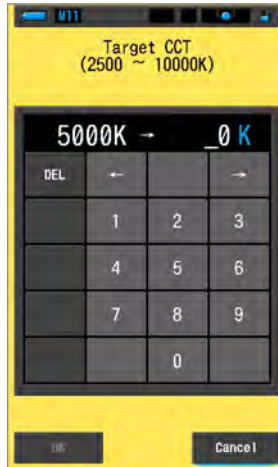 M11
Target CCT
(2500 ~ 10000K)
5000K → _0 K
DEL ← →
1 2 3
4 5 6
7 8 9
0
OK Cancel